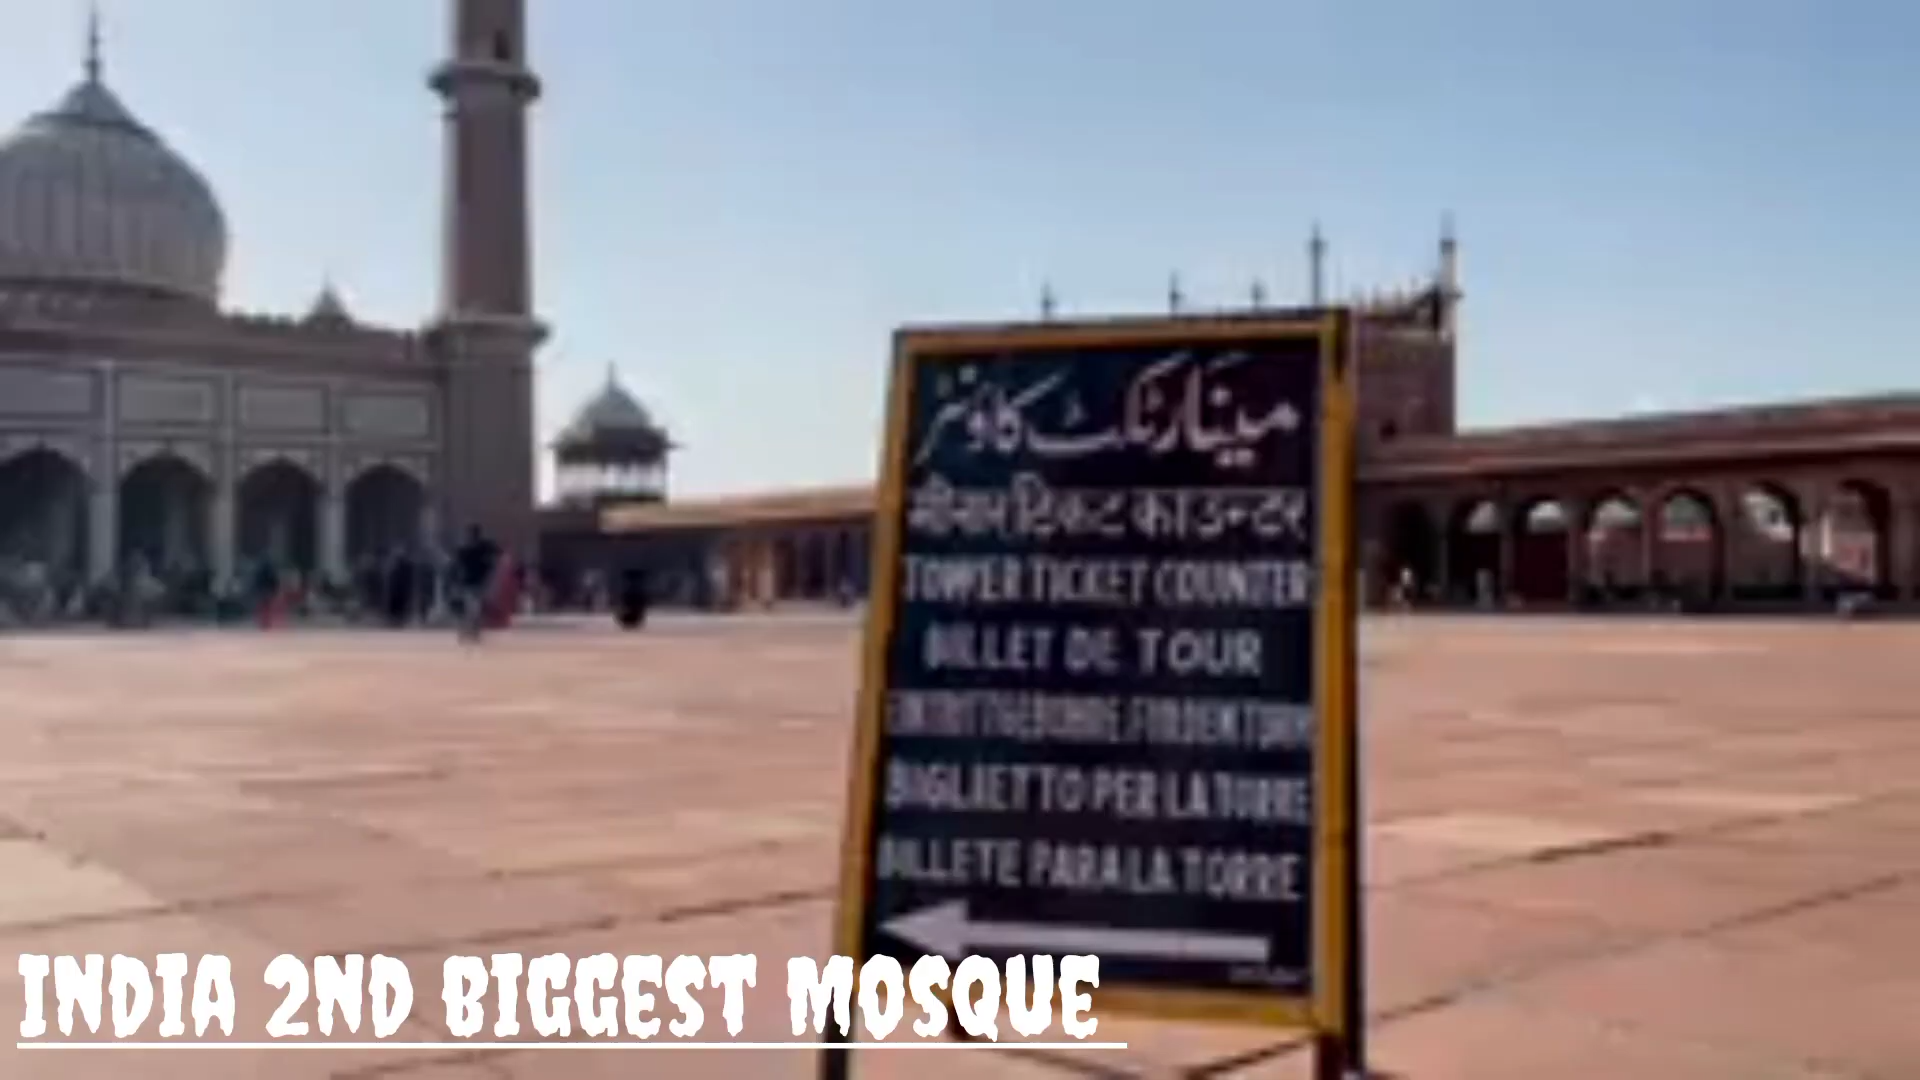 مینار ٹکٹ کاونٹر
मीनार टिकट काउन्टर
TOWER TICKET COUNTER
BILLET DE TOUR
BIGLIETTO PER LA TORRE
BILLETE PARA LA TORRE
INDIA 2ND BIGGEST MOSQUE